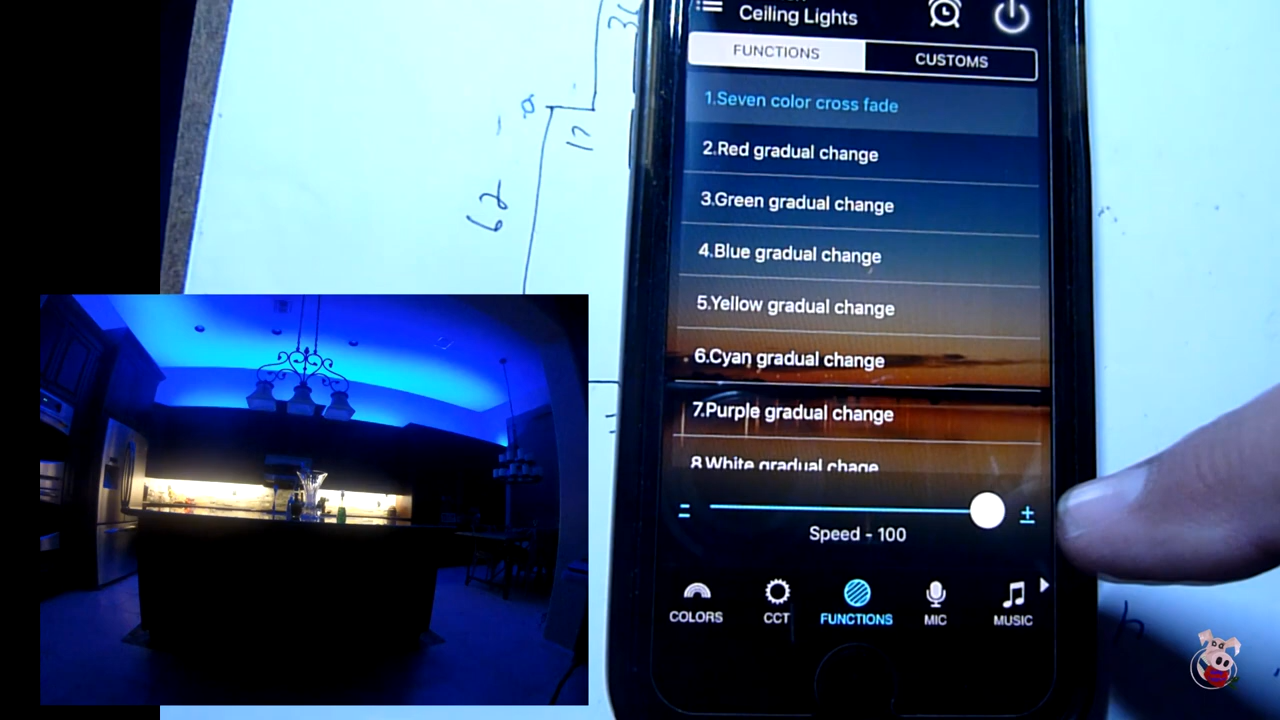 Ceiling Lights
FUNCTIONS
CUSTOMS
1.Seven color cross fade
2.Red gradual change
3.Green gradual change
4.Blue gradual change
5.Yellow gradual change
6.Cyan gradual change
7.Purple gradual change
8.White gradual chage
Speed - 100
COLORS
CCT
FUNCTIONS
MIC
MUSIC
62
17